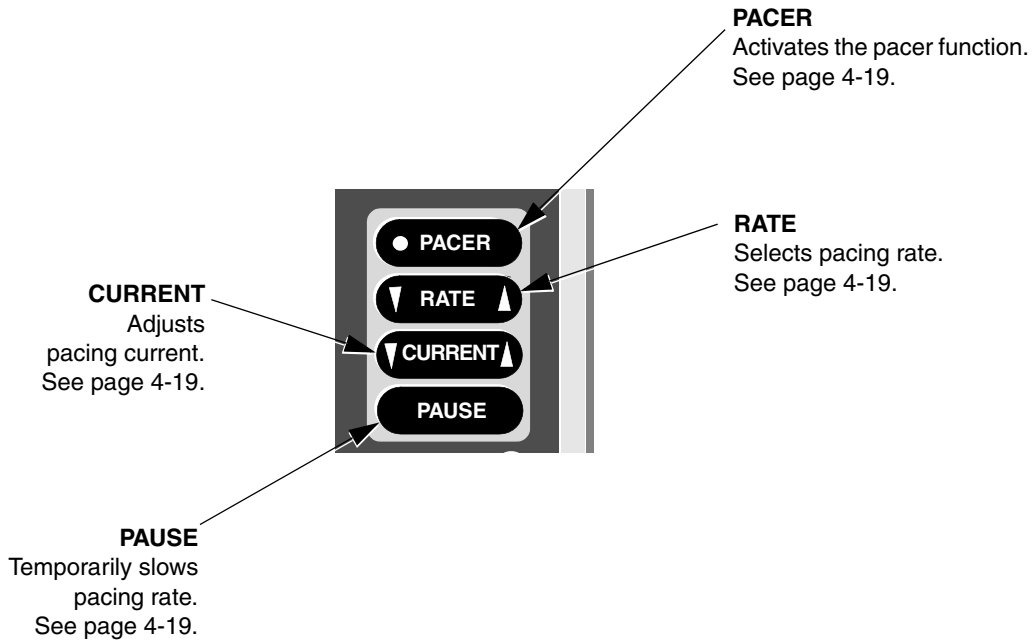 PACER
Activates the pacer function.
See page 4-19.
PACER
RATE
CURRENT
PAUSE
RATE
Selects pacing rate.
See page 4-19.
CURRENT
Adjusts
pacing current.
See page 4-19.
PAUSE
Temporarily slows
pacing rate.
See page 4-19.